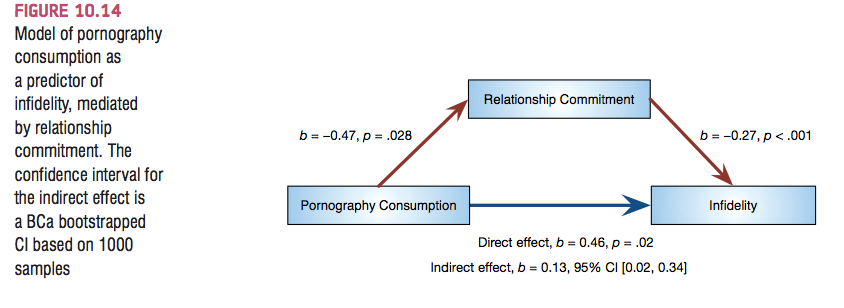 FIGURE 10.14
Model of pornography
consumption as
a predictor of
infidelity, mediated
by relationship
commitment. The
confidence interval for
the indirect effect is
a BCa bootstrapped
CI based on 1000
samples
Relationship Commitment
b = −0.47, p = .028
b = −0.27, p < .001
Pornography Consumption
Infidelity
Direct effect, b = 0.46, p = .02
Indirect effect, b = 0.13, 95% CI [0.02, 0.34]